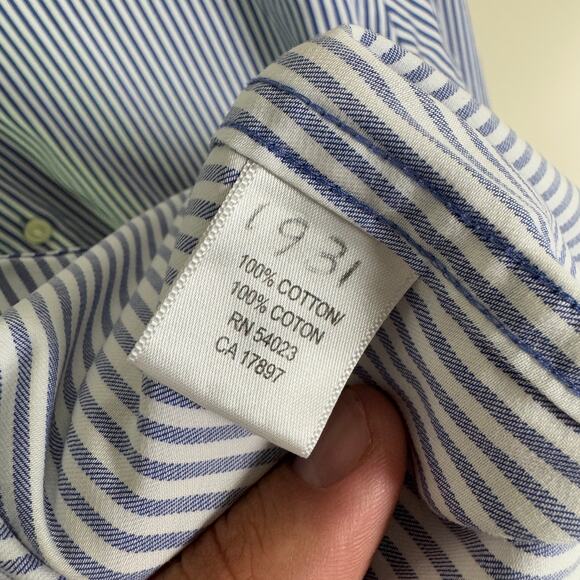 1931
100% COTTON/
100% COTON
RN 54023
CA 17897